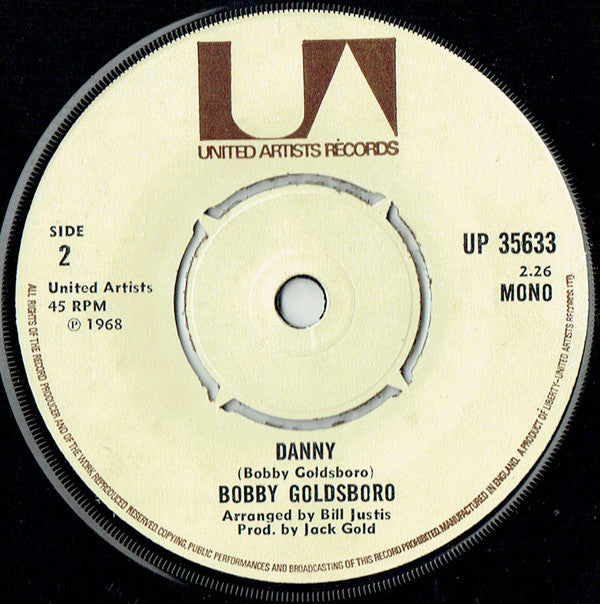 UA
UNITED ARTISTS RECORDS
SIDE
2
United Artists
45 RPM
℗ 1968
UP 35633
2.26
MONO
DANNY
(Bobby Goldsboro)
BOBBY GOLDSBORO
Arranged by Bill Justis
Prod. by Jack Gold
ALL RIGHTS OF THE RECORD PRODUCER AND OF THE WORK REPRODUCED RESERVED. COPYING, PUBLIC PERFORMANCES AND BROADCASTING OF THIS RECORD PROHIBITED. MANUFACTURED IN ENGLAND. A PRODUCT OF LIBERTY-UNITED ARTISTS RECORDS LTD.